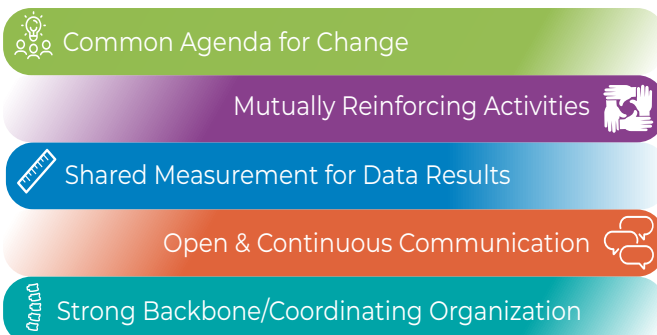 Common Agenda for Change
Mutually Reinforcing Activities
Shared Measurement for Data Results
Open & Continuous Communication
Strong Backbone/Coordinating Organization